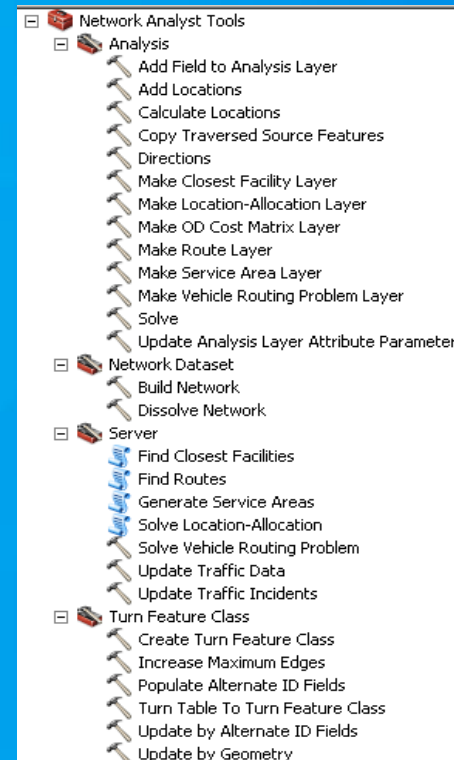 Network Analyst Tools
Analysis
Add Field to Analysis Layer
Add Locations
Calculate Locations
Copy Traversed Source Features
Directions
Make Closest Facility Layer
Make Location-Allocation Layer
Make OD Cost Matrix Layer
Make Route Layer
Make Service Area Layer
Make Vehicle Routing Problem Layer
Solve
Update Analysis Layer Attribute Parameter
Network Dataset
Build Network
Dissolve Network
Server
Find Closest Facilities
Find Routes
Generate Service Areas
Solve Location-Allocation
Solve Vehicle Routing Problem
Update Traffic Data
Update Traffic Incidents
Turn Feature Class
Create Turn Feature Class
Increase Maximum Edges
Populate Alternate ID Fields
Turn Table To Turn Feature Class
Update by Alternate ID Fields
Update by Geometry